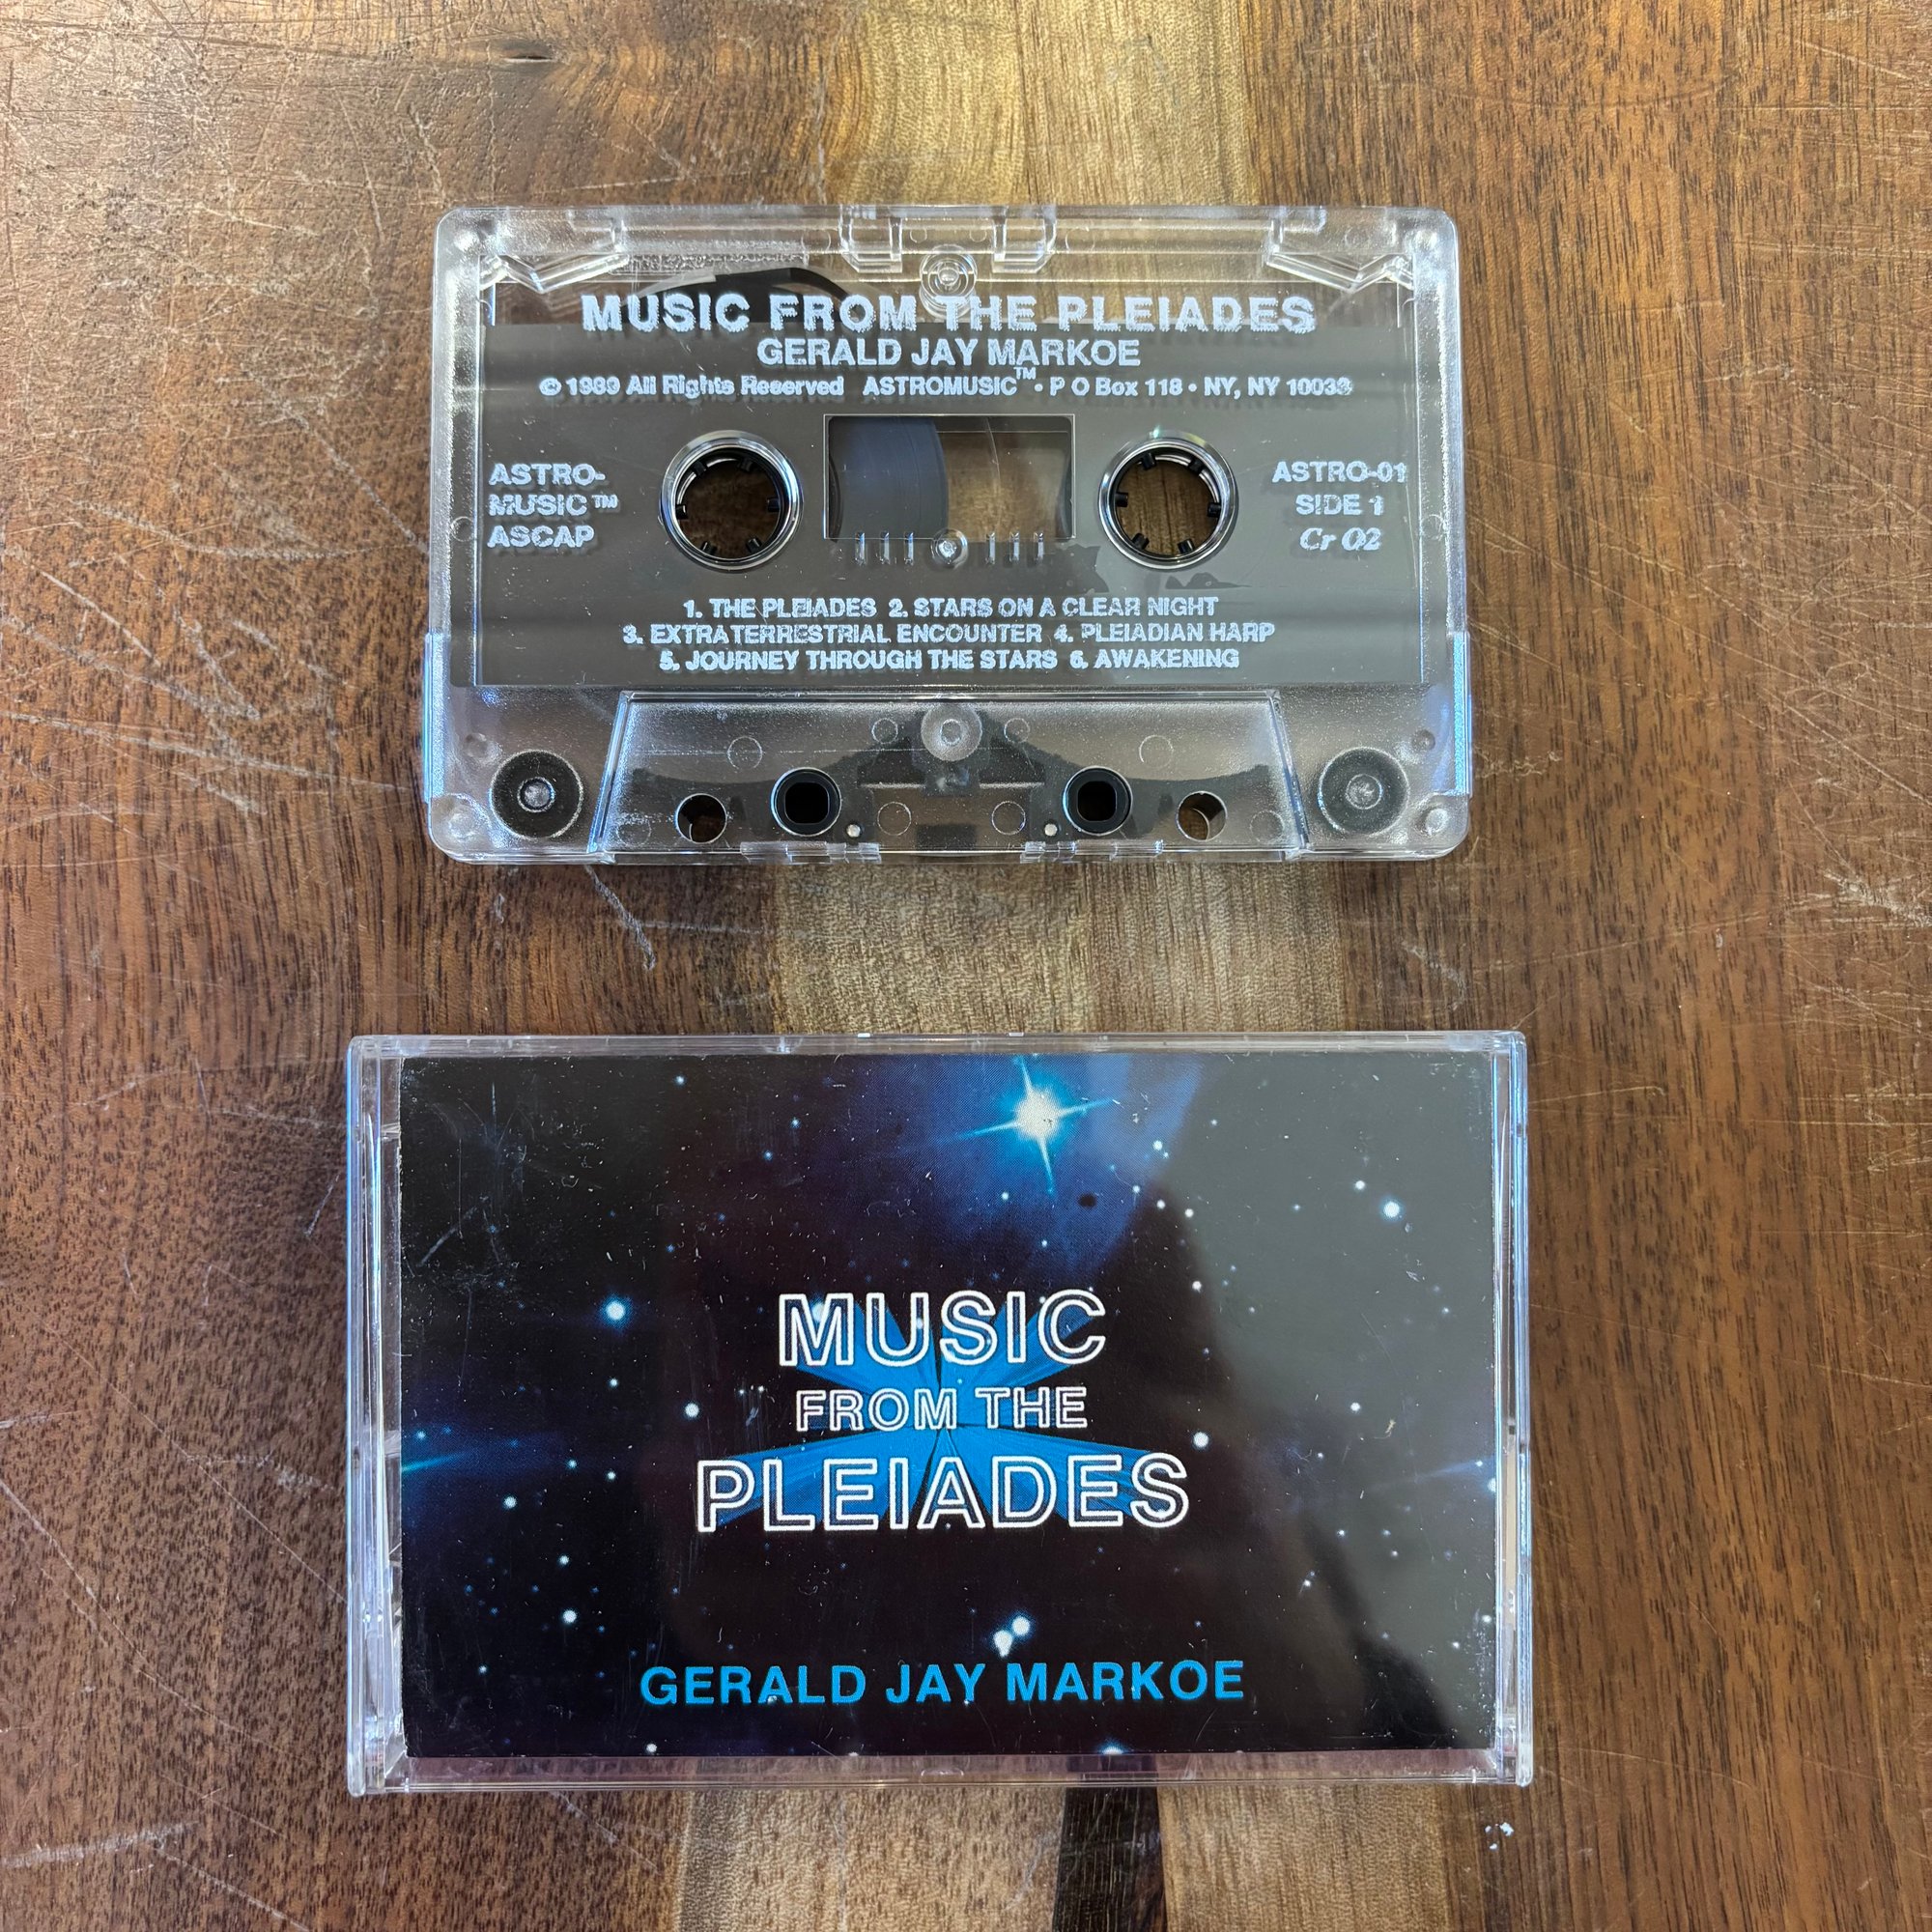 MUSIC FROM THE PLEIADES
GERALD JAY MARKOE
© 1989 All Rights Reserved ASTROMUSIC™ • P O Box 118 • NY, NY
ASTRO-
MUSIC™
ASCAP
ASTRO-01
SIDE 1
Cr O2
1. THE PLEIADES 2. STARS ON A CLEAR NIGHT
3. EXTRATERRESTRIAL ENCOUNTER 4. PLEIADIAN HARP
5. JOURNEY THROUGH THE STARS 6. AWAKENING
MUSIC
FROM THE
PLEIADES
GERALD JAY MARKOE